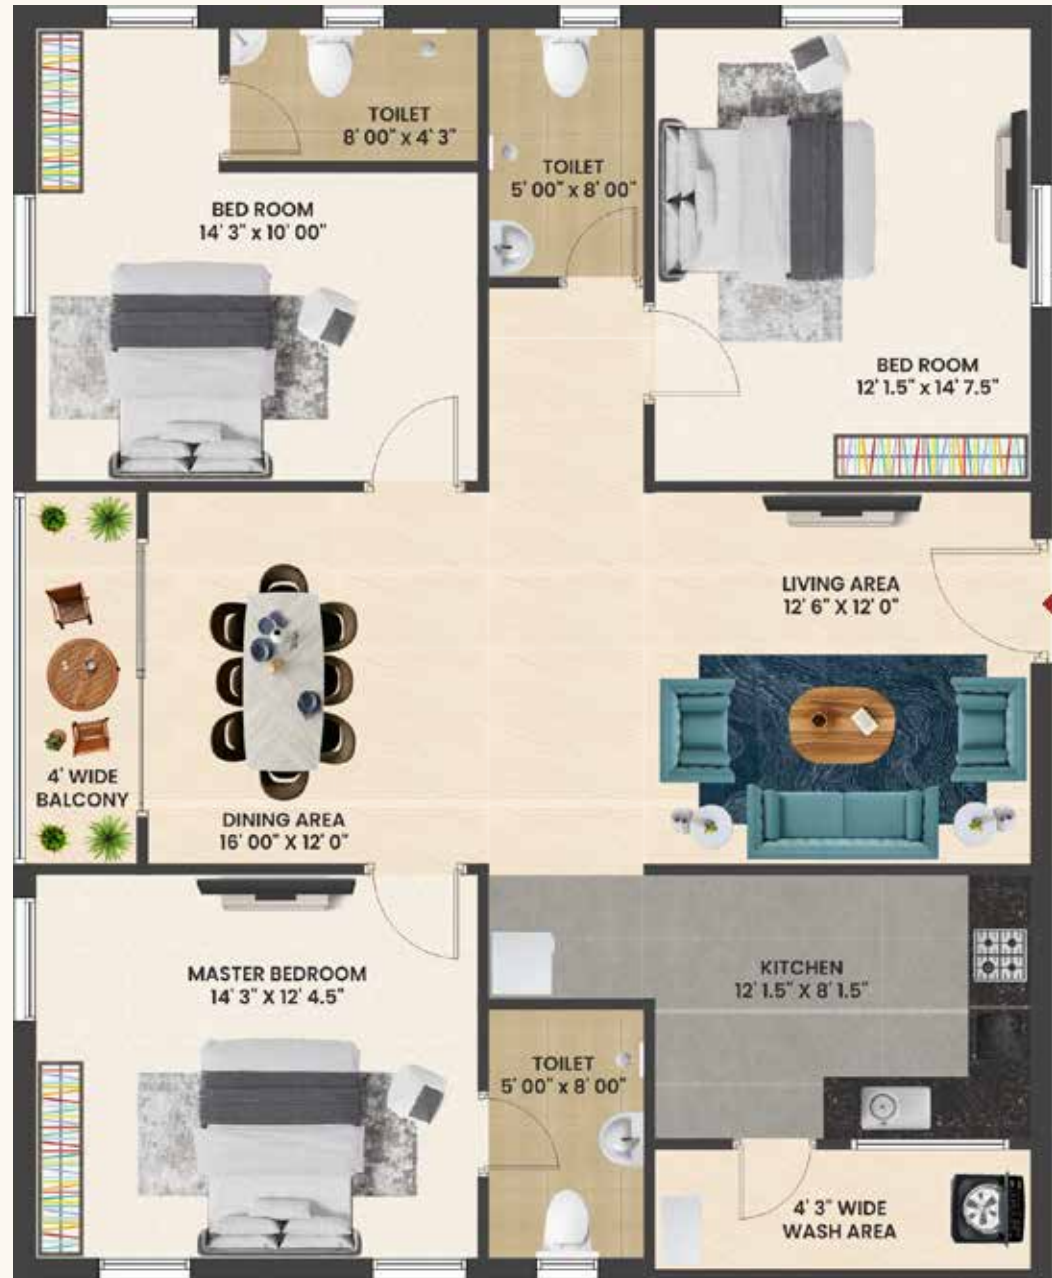 TOILET
8' 00" x 4' 3"
TOILET
5' 00" x 8' 00"
BED ROOM
14' 3" x 10' 00"
BED ROOM
12' 1.5" x 14' 7.5"
LIVING AREA
12' 6" X 12' 0"
4' WIDE
BALCONY
DINING AREA
16' 00" X 12' 0"
MASTER BEDROOM
14' 3" X 12' 4.5"
KITCHEN
12' 1.5" X 8' 1.5"
TOILET
5' 00" x 8' 00"
4' 3" WIDE
WASH AREA